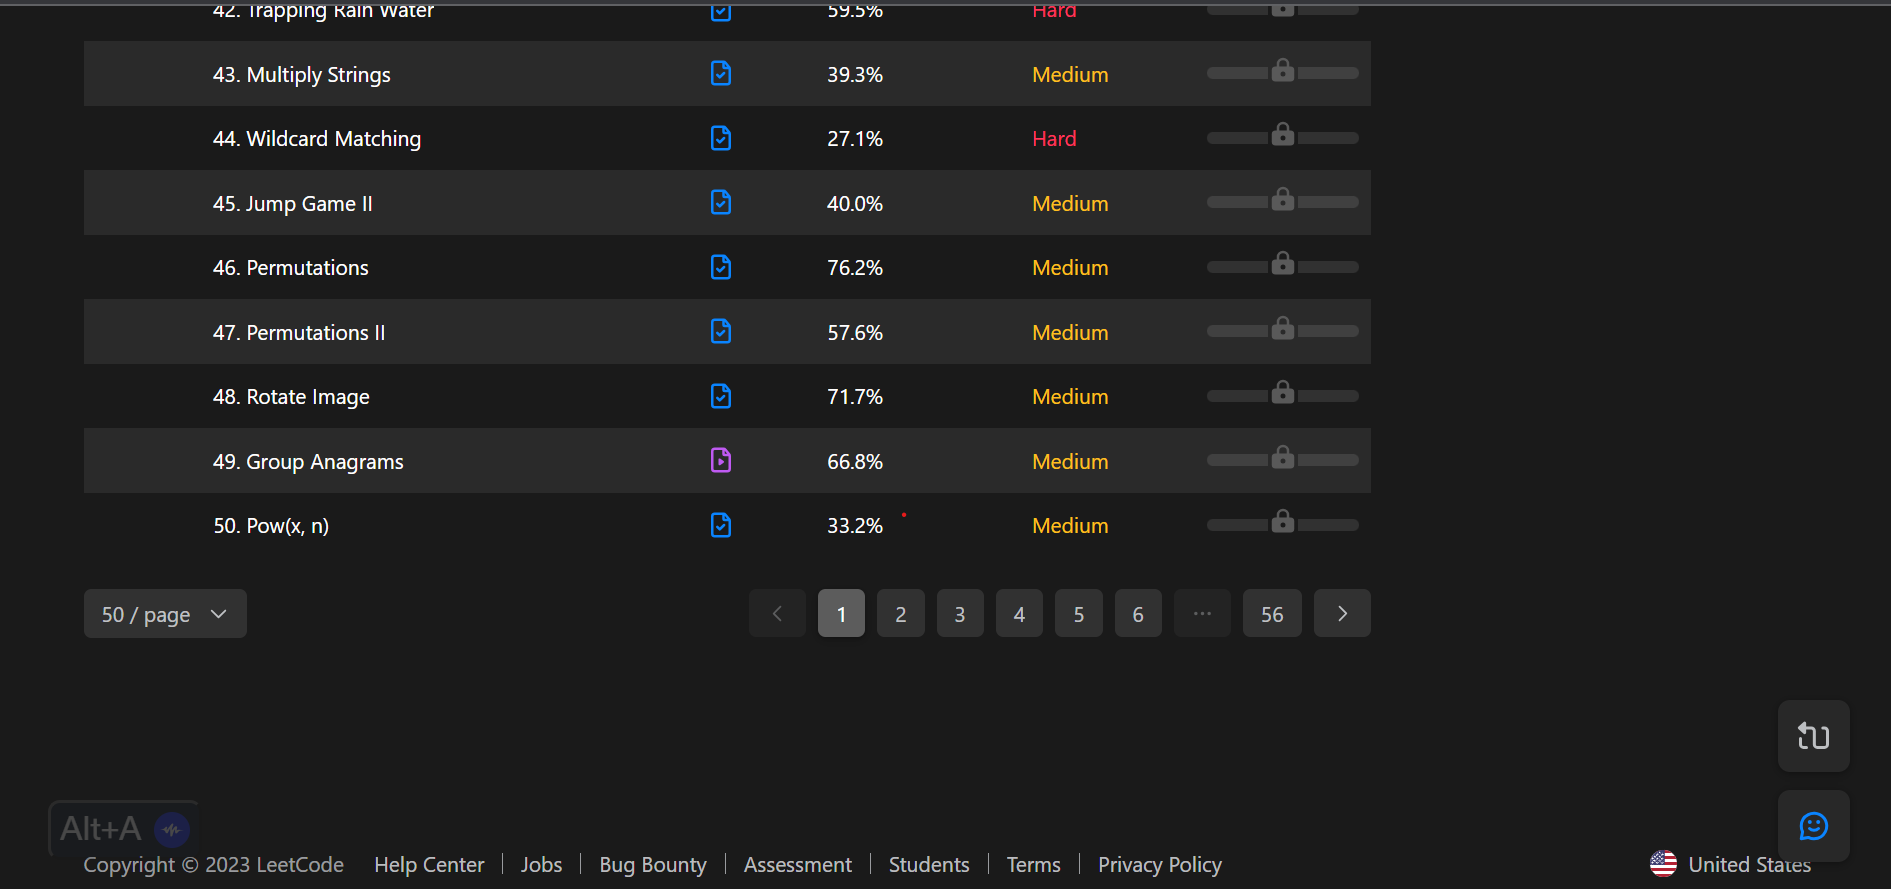 42. Trapping Rain Water 59.5% Hard
43. Multiply Strings 39.3% Medium
44. Wildcard Matching 27.1% Hard
45. Jump Game II 40.0% Medium
46. Permutations 76.2% Medium
47. Permutations II 57.6% Medium
48. Rotate Image 71.7% Medium
49. Group Anagrams 66.8% Medium
50. Pow(x, n) 33.2% Medium
50 / page 1 2 3 4 5 6 ... 56
Alt+A
Copyright © 2023 LeetCode Help Center Jobs Bug Bounty Assessment Students Terms Privacy Policy United States